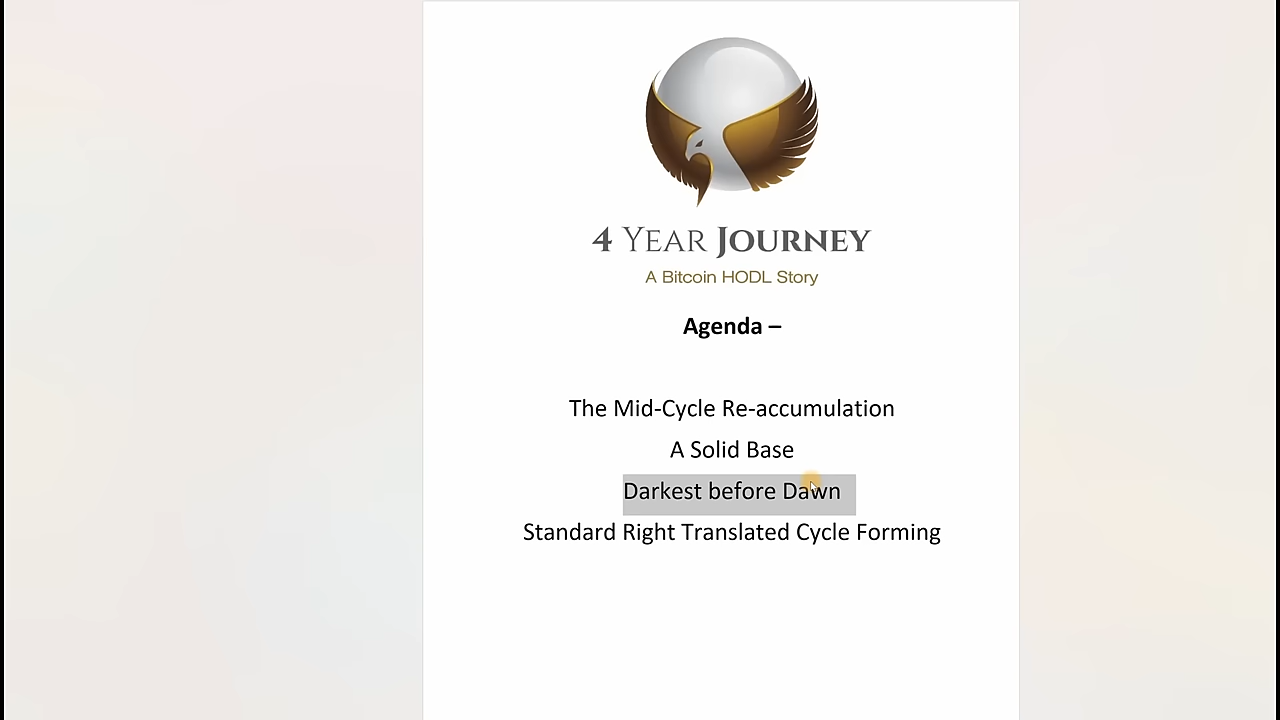 4 YEAR JOURNEY
A Bitcoin HODL Story
Agenda –
The Mid-Cycle Re-accumulation
A Solid Base
Darkest before Dawn
Standard Right Translated Cycle Forming